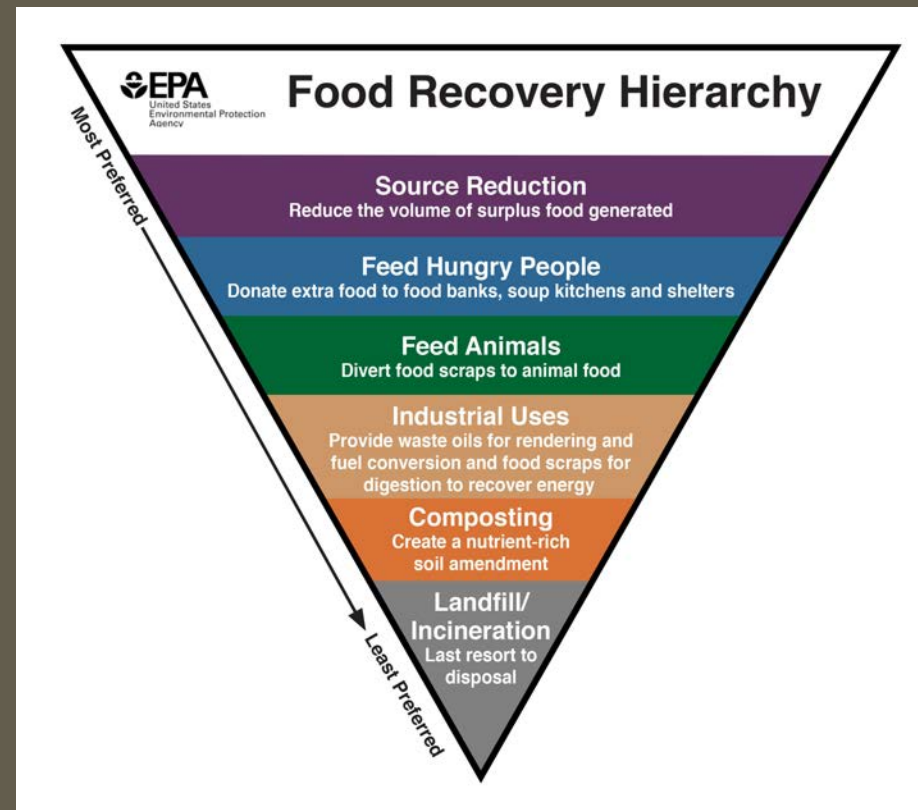 EPA
United States
Environmental Protection
Agency
Food Recovery Hierarchy
Most Preferred
Source Reduction
Reduce the volume of surplus food generated
Feed Hungry People
Donate extra food to food banks, soup kitchens and shelters
Feed Animals
Divert food scraps to animal food
Industrial Uses
Provide waste oils for rendering and
fuel conversion and food scraps for
digestion to recover energy
Composting
Create a nutrient-rich
soil amendment
Landfill/
Incineration
Last resort to
disposal
Least Preferred